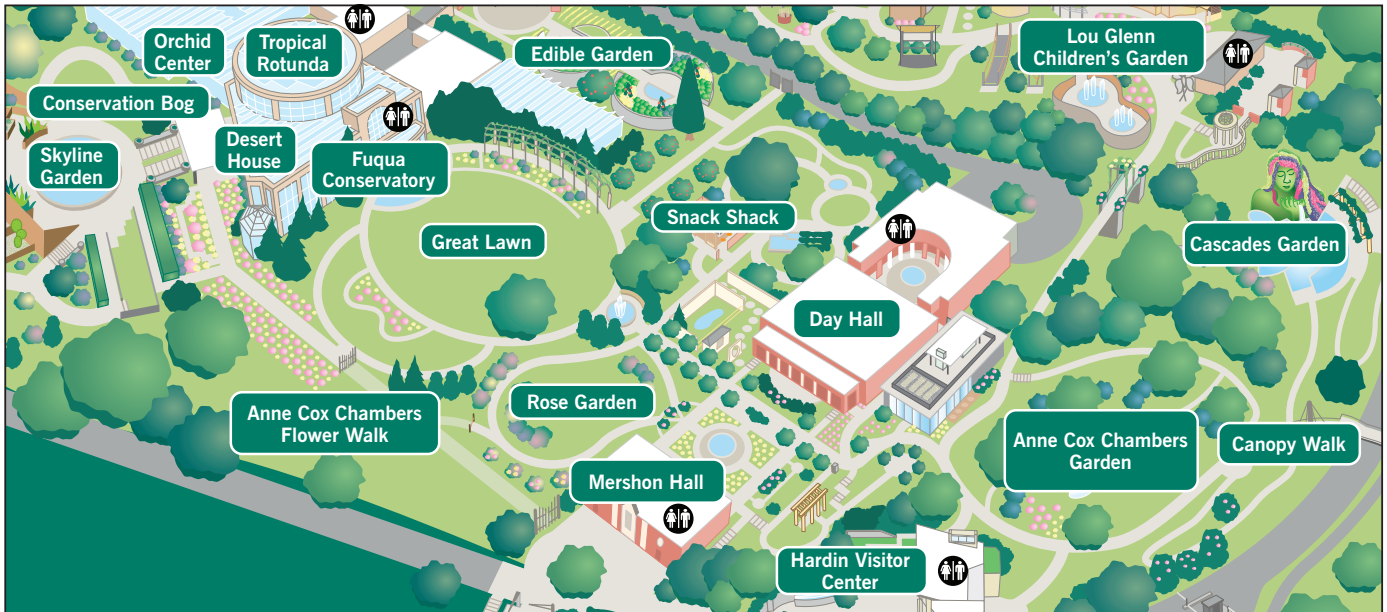 Orchid
Center
Tropical
Rotunda
Edible Garden
Lou Glenn
Children's Garden
Conservation Bog
Skyline
Garden
Desert
House
Fuqua
Conservatory
Snack Shack
Great Lawn
Cascades Garden
Day Hall
Anne Cox Chambers
Flower Walk
Rose Garden
Anne Cox Chambers
Garden
Canopy Walk
Mershon Hall
Hardin Visitor
Center